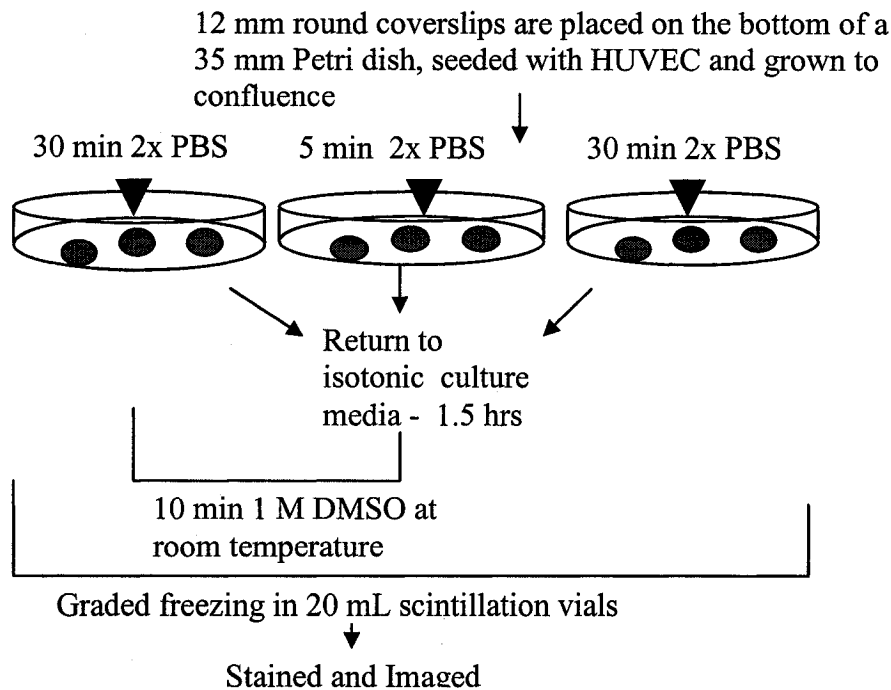 12 mm round coverslips are placed on the bottom of a
35 mm Petri dish, seeded with HUVEC and grown to
confluence
30 min 2x PBS
5 min 2x PBS
30 min 2x PBS
Return to
isotonic culture
media - 1.5 hrs
10 min 1 M DMSO at
room temperature
Graded freezing in 20 mL scintillation vials
Stained and Imaged